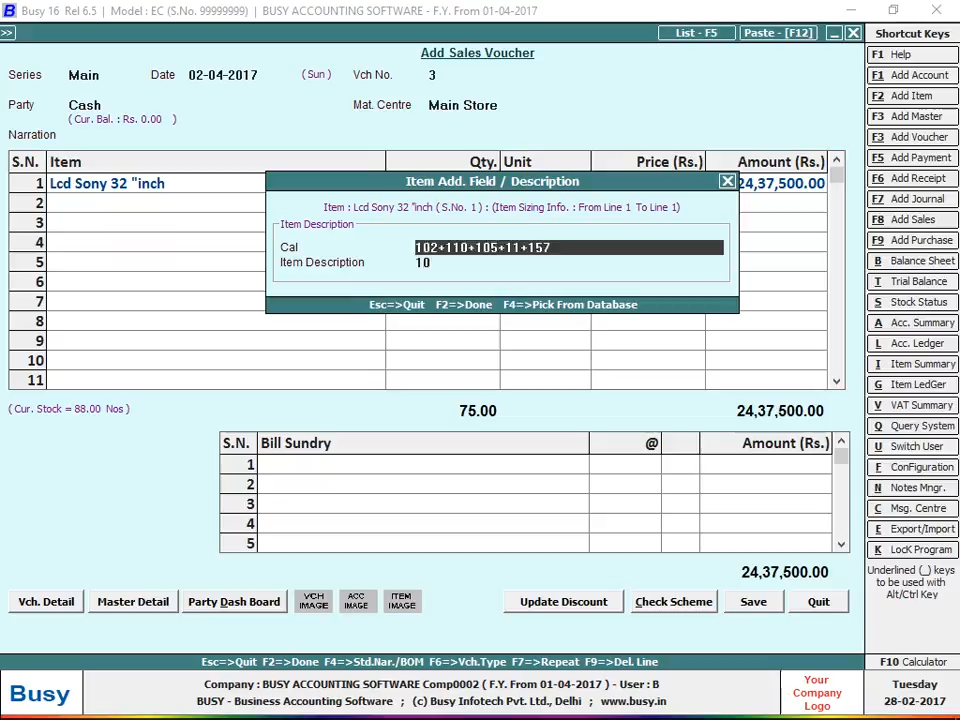 Busy 16 Rel 6.5 | Model : EC (S.No. 99999999) | BUSY ACCOUNTING SOFTWARE - F.Y. From 01-04-2017
>> List - F5 Paste - [F12] Shortcut Keys
Add Sales Voucher
Series Main Date 02-04-2017 (Sun) Vch No. 3
Party Cash Mat. Centre Main Store
(Cur. Bal. : Rs. 0.00 )
Narration
S.N. Item Qty. Unit Price (Rs.) Amount (Rs.)
1 Lcd Sony 32 "inch 24,37,500.00
2
3
4
5
6
7
8
9
10
11
Item Add. Field / Description
Item : Lcd Sony 32 "inch ( S.No. 1 ) : (Item Sizing Info. : From Line 1 To Line 1)
Item Description
Cal 102+110+105+11+157
Item Description 10
Esc=>Quit F2=>Done F4=>Pick From Database
( Cur. Stock = 88.00 Nos ) 75.00 24,37,500.00
S.N. Bill Sundry @ Amount (Rs.)
1
2
3
4
5
24,37,500.00
Vch. Detail Master Detail Party Dash Board VCH IMAGE ACC IMAGE ITEM IMAGE Update Discount Check Scheme Save Quit
Esc=>Quit F2=>Done F4=>Std.Nar./BOM F6=>Vch.Type F7=>Repeat F9=>Del. Line
Busy
Company : BUSY ACCOUNTING SOFTWARE Comp0002 ( F.Y. From 01-04-2017 ) - User : B
BUSY - Business Accounting Software ; (c) Busy Infotech Pvt. Ltd., Delhi ; www.busy.in
Your
Company
Logo
F1 Help
F1 Add Account
F2 Add Item
F3 Add Master
F3 Add Voucher
F5 Add Payment
F6 Add Receipt
F7 Add Journal
F8 Add Sales
F9 Add Purchase
B Balance Sheet
T Trial Balance
S Stock Status
A Acc. Summary
L Acc. Ledger
I Item Summary
G Item LedGer
V VAT Summary
Q Query System
U Switch User
F ConFiguration
N Notes Mngr.
C Msg. Centre
E Export/Import
K LocK Program
Underlined (_) keys
to be used with
Alt/Ctrl Key
F10 Calculator
Tuesday
28-02-2017